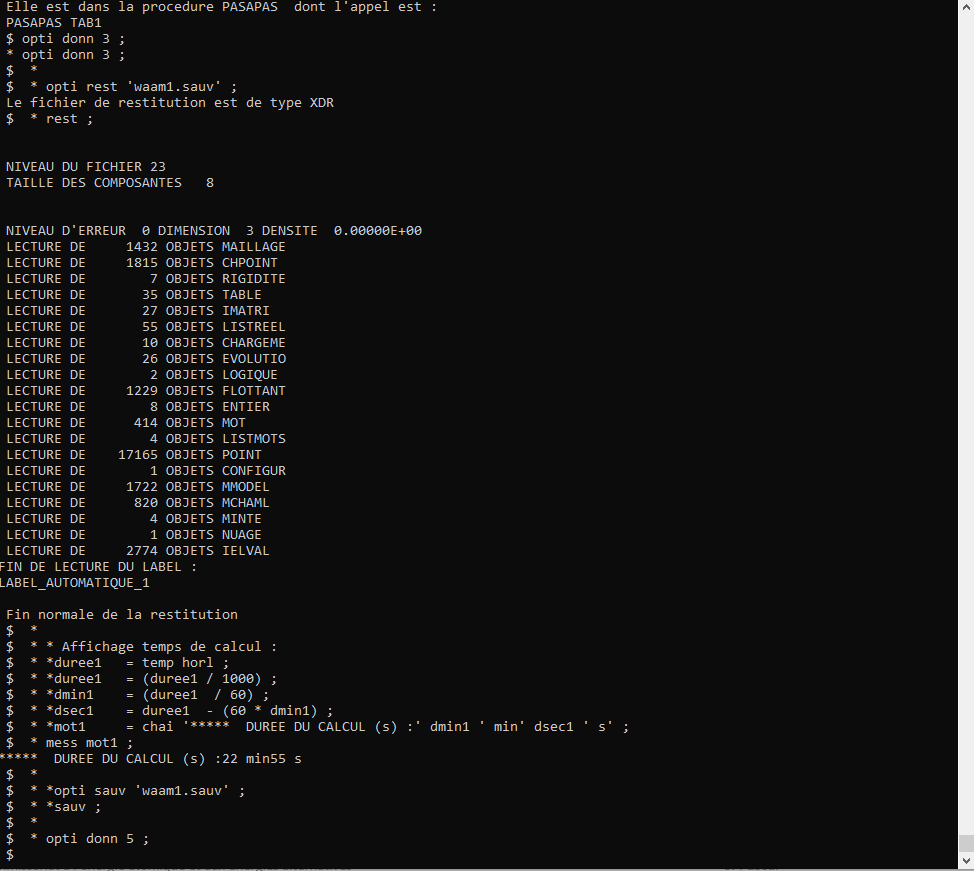 Elle est dans la procedure PASAPAS  dont l'appel est :
PASAPAS TAB1
$ opti donn 3 ;
* opti donn 3 ;
$  *
$  * opti rest 'waam1.sauv' ;
Le fichier de restitution est de type XDR
$  * rest ;
NIVEAU DU FICHIER 23
TAILLE DES COMPOSANTES   8
NIVEAU D'ERREUR  0 DIMENSION  3 DENSITE  0.00000E+00
LECTURE DE     1432 OBJETS MAILLAGE
LECTURE DE     1815 OBJETS CHPOINT
LECTURE DE        7 OBJETS RIGIDITE
LECTURE DE       35 OBJETS TABLE
LECTURE DE       27 OBJETS IMATRI
LECTURE DE       55 OBJETS LISTREEL
LECTURE DE       10 OBJETS CHARGEME
LECTURE DE       26 OBJETS EVOLUTIO
LECTURE DE        2 OBJETS LOGIQUE
LECTURE DE     1229 OBJETS FLOTTANT
LECTURE DE        8 OBJETS ENTIER
LECTURE DE      414 OBJETS MOT
LECTURE DE        4 OBJETS LISTMOTS
LECTURE DE    17165 OBJETS POINT
LECTURE DE        1 OBJETS CONFIGUR
LECTURE DE     1722 OBJETS MMODEL
LECTURE DE      820 OBJETS MCHAML
LECTURE DE        4 OBJETS MINTE
LECTURE DE        1 OBJETS NUAGE
LECTURE DE     2774 OBJETS IELVAL
FIN DE LECTURE DU LABEL :
LABEL_AUTOMATIQUE_1
Fin normale de la restitution
$  *
$  * * Affichage temps de calcul :
$  * *duree1   = temp horl ;
$  * *duree1   = (duree1 / 1000) ;
$  * *dmin1    = (duree1  / 60) ;
$  * *dsec1    = duree1  - (60 * dmin1) ;
$  * *mot1     = chai '*****  DUREE DU CALCUL (s) :' dmin1 ' min' dsec1 ' s' ;
$  * mess mot1 ;
*****  DUREE DU CALCUL (s) :22 min55 s
$  *
$  * *opti sauv 'waam1.sauv' ;
$  * *sauv ;
$  *
$  * opti donn 5 ;
$